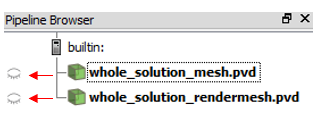 Pipeline Browser
builtin:
whole_solution_mesh.pvd
whole_solution_rendermesh.pvd